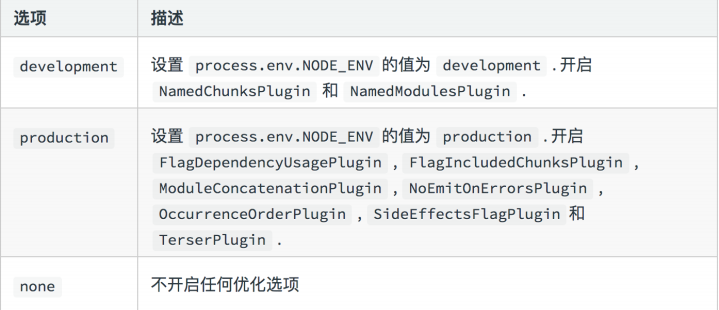 选项 描述
development 设置 process.env.NODE_ENV 的值为 development .开启
NamedChunksPlugin 和 NamedModulesPlugin .
production 设置 process.env.NODE_ENV 的值为 production .开启
FlagDependencyUsagePlugin , FlagIncludedChunksPlugin ,
ModuleConcatenationPlugin , NoEmitOnErrorsPlugin ,
OccurrenceOrderPlugin , SideEffectsFlagPlugin 和
TerserPlugin .
none 不开启任何优化选项